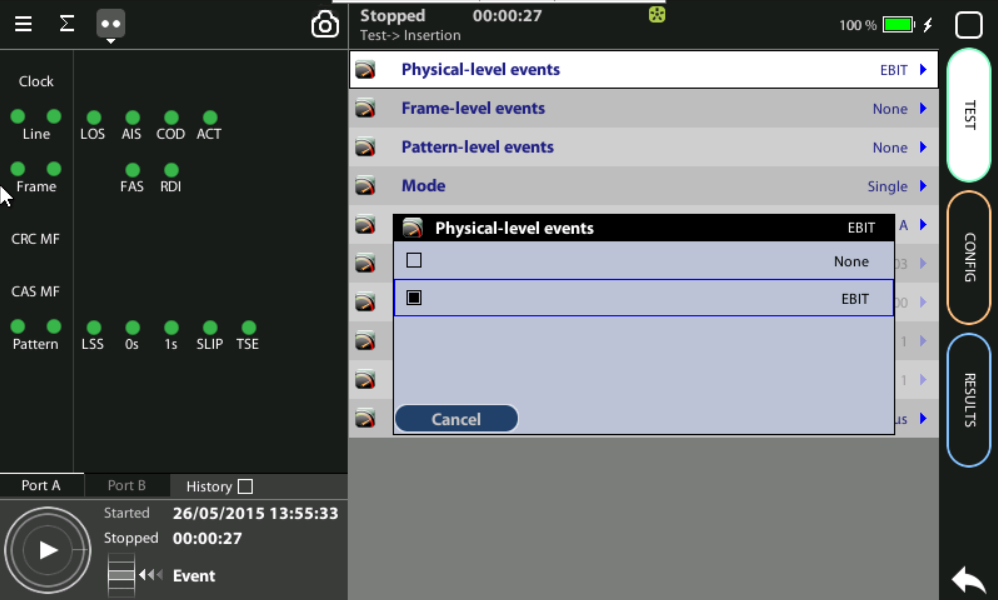 Stopped 00:00:27
Test-> Insertion
100 %
Clock
Line LOS AIS COD ACT
Frame FAS RDI
CRC MF
CAS MF
Pattern LSS 0s 1s SLIP TSE
Port A Port B History
Started 26/05/2015 13:55:33
Stopped 00:00:27
Event
Physical-level events EBIT
Frame-level events None
Pattern-level events None
Mode Single
A
03
00
1
1
us
Physical-level events EBIT
None
EBIT
Cancel
TEST
CONFIG
RESULTS